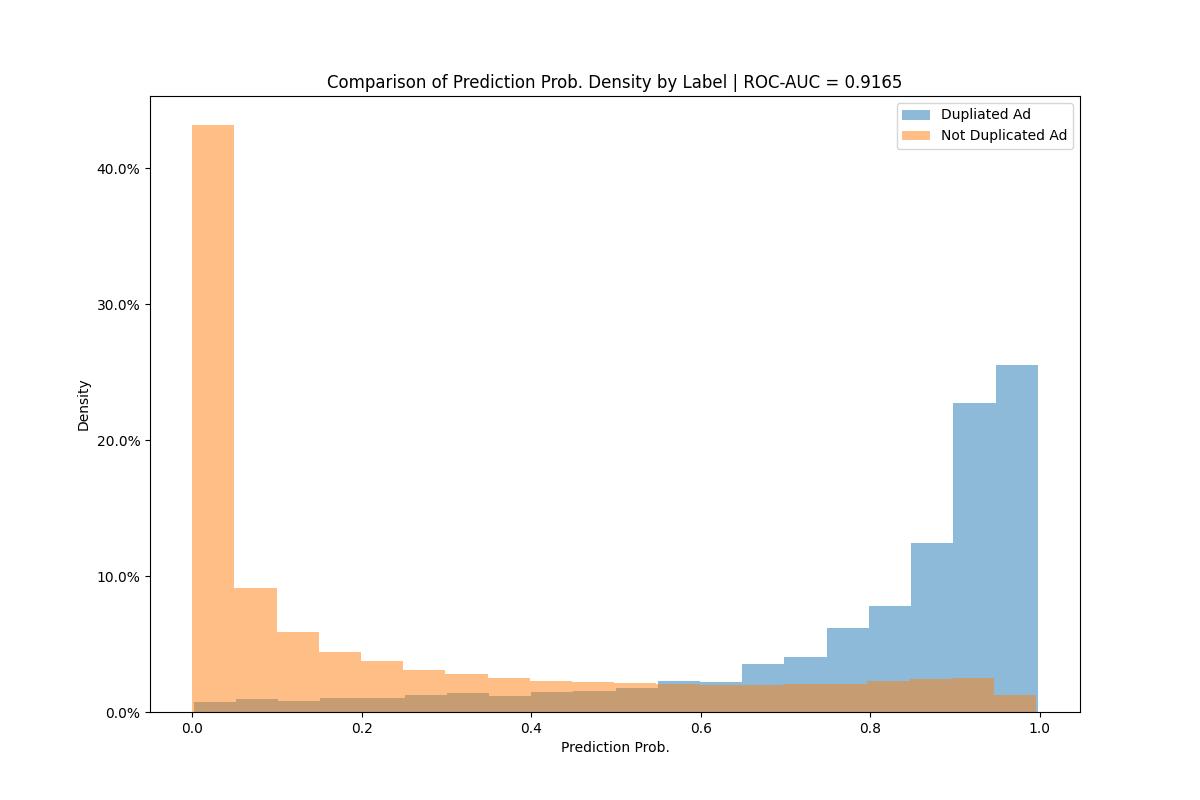 Comparison of Prediction Prob. Density by Label | ROC-AUC = 0.9165
Dupliated Ad
Not Duplicated Ad
40.0%
30.0%
20.0%
10.0%
0.0%
Density
0.0
0.2
0.4
0.6
0.8
1.0
Prediction Prob.